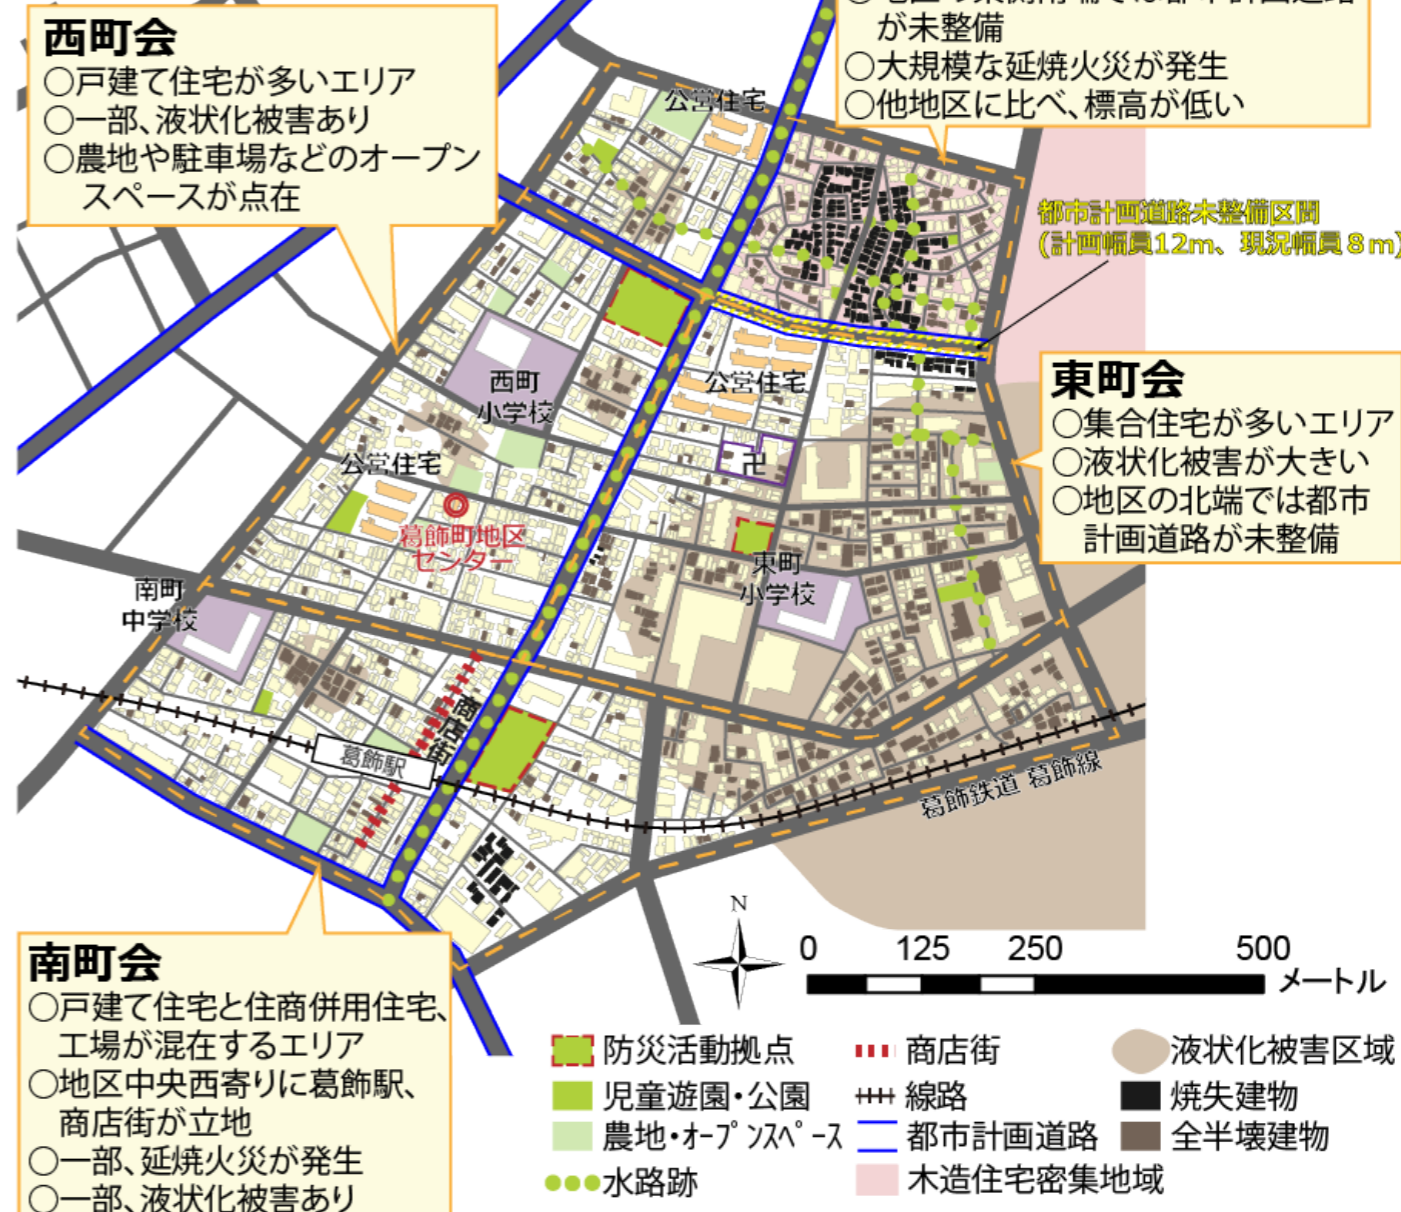 西町会
○戸建て住宅が多いエリア
○一部、液状化被害あり
○農地や駐車場などのオープン
スペースが点在
が未整備
○大規模な延焼火災が発生
○他地区に比べ、標高が低い
公営住宅
都市計画道路未整備区間
(計画幅員12m、現況幅員8m)
西町
小学校
公営住宅
東町会
○集合住宅が多いエリア
○液状化被害が大きい
○地区の北端では都市
計画道路が未整備
公営住宅
卍
葛飾町地区
センター
東町
小学校
南町
中学校
商店街
葛飾駅
葛飾鉄道 葛飾線
南町会
○戸建て住宅と住商併用住宅、
工場が混在するエリア
○地区中央西寄りに葛飾駅、
商店街が立地
○一部、延焼火災が発生
○一部、液状化被害あり
N
0 125 250 500
メートル
防災活動拠点
商店街
液状化被害区域
児童遊園・公園
線路
焼失建物
農地・オープンスペース
都市計画道路
全半壊建物
水路跡
木造住宅密集地域